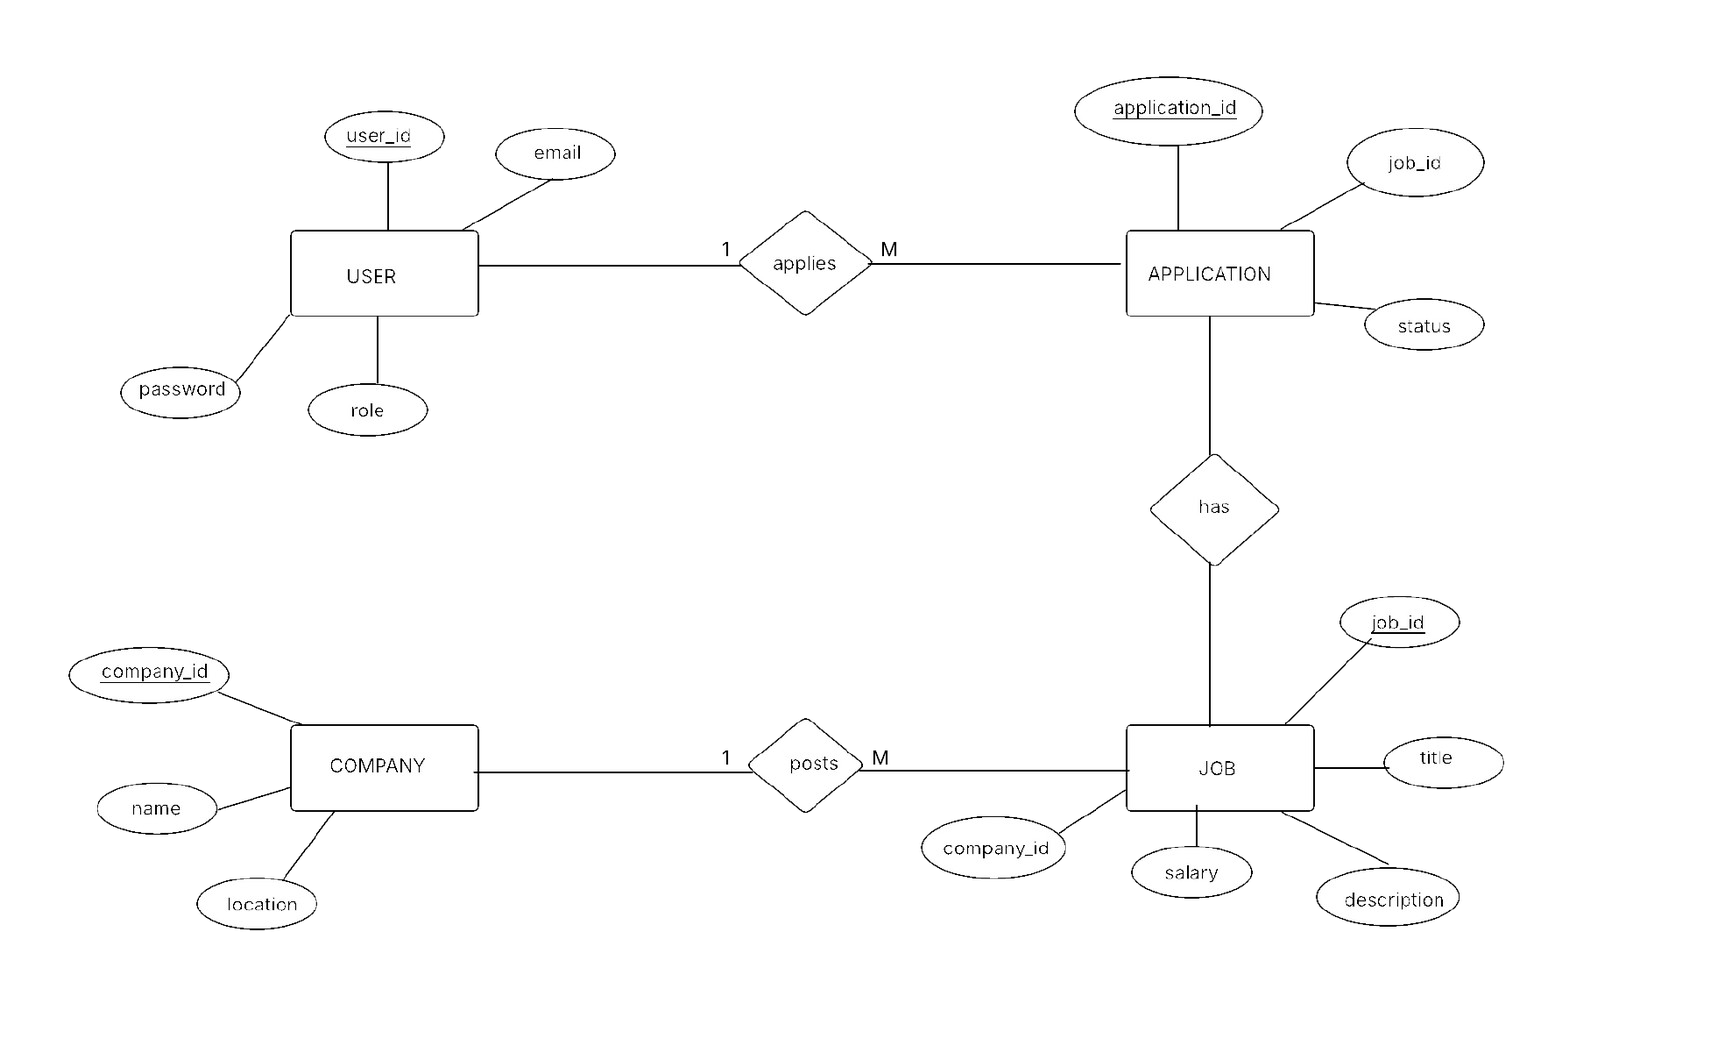 application_id
user_id
email
job_id
1
M
applies
USER
APPLICATION
status
password
role
has
job_id
company_id
1
M
title
COMPANY
posts
JOB
name
company_id
salary
location
description